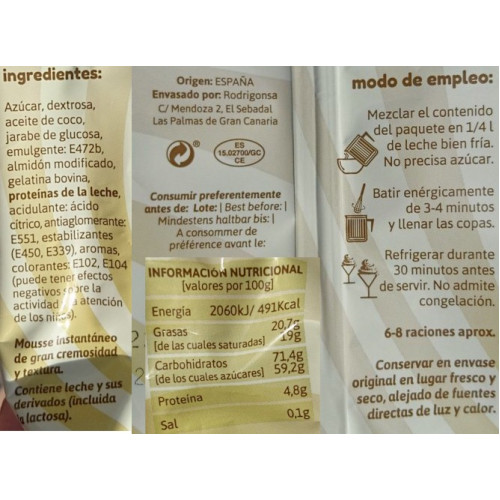 ingredientes:
Azúcar, dextrosa,
aceite de coco,
jarabe de glucosa,
emulgente: E472b,
almidón modificado,
gelatina bovina,
proteínas de la leche,
acidulante: ácido
cítrico, antiaglomerante:
E551, estabilizantes
(E450, E339), aromas,
colorantes: E102, E104
(puede tener efectos
negativos sobre la
actividad y la atención
de los niños).
Mousse instantáneo
de gran cremosidad
y textura.
Contiene leche y sus
derivados (incluida
la lactosa).
Origen: ESPAÑA
Envasado por: Rodrigonsa
C/ Mendoza 2, El Sebadal
Las Palmas de Gran Canaria
ES
15.02700/GC
CE
Consumir preferentemente
antes de: Lote: | Best before: |
Mindestens haltbar bis: |
A consommer de
préférence avant le:
INFORMACIÓN NUTRICIONAL
[valores por 100g]
Energia 2060kJ/ 491Kcal
Grasas 20,7g
[de las cuales saturadas] 19g
Carbohidratos 71,4g
[de los cuales azúcares] 59,2g
Proteina 4,8g
Sal 0,1g
modo de empleo:
Mezclar el contenido
del paquete en 1/4 l
de leche bien fría.
No precisa azúcar.
Batir enérgicamente
de 3-4 minutos
y llenar las copas.
Refrigerar durante
30 minutos antes
de servir. No admite
congelación.
6-8 raciones aprox.
Conservar en envase
original en lugar fresco y
seco, alejado de fuentes
directas de luz y calor.